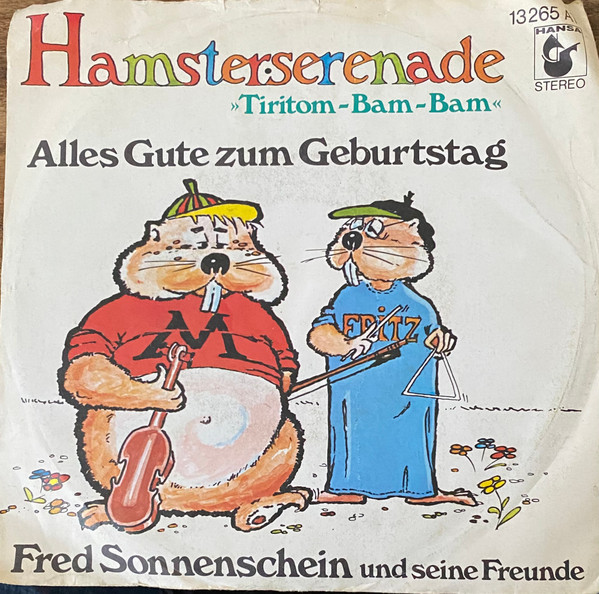 13265 A
HANSA
STEREO
Hamsterserenade
»Tiritom-Bam-Bam«
Alles Gute zum Geburtstag
M
FRITZ
Fred Sonnenschein und seine Freunde